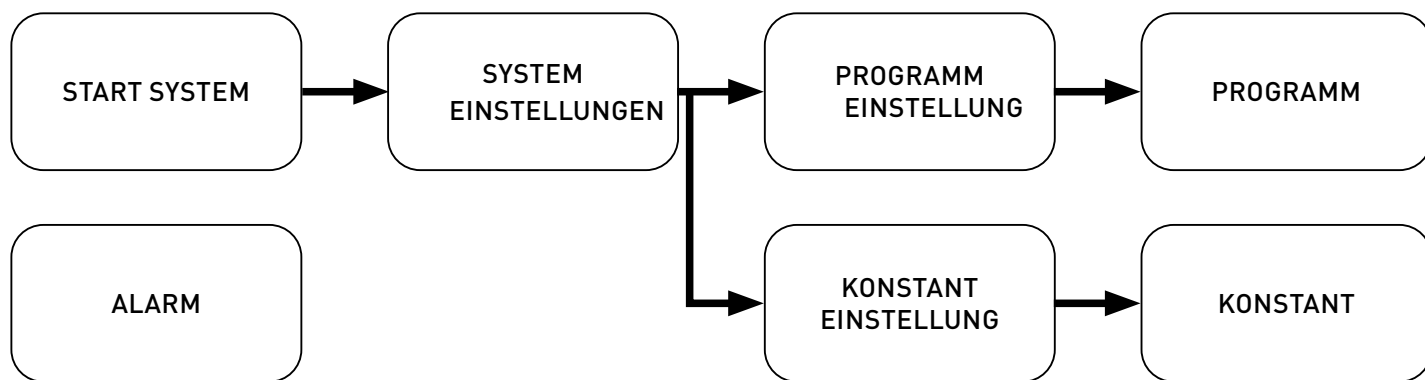 START SYSTEM
SYSTEM
EINSTELLUNGEN
PROGRAMM
EINSTELLUNG
PROGRAMM
ALARM
KONSTANT
EINSTELLUNG
KONSTANT